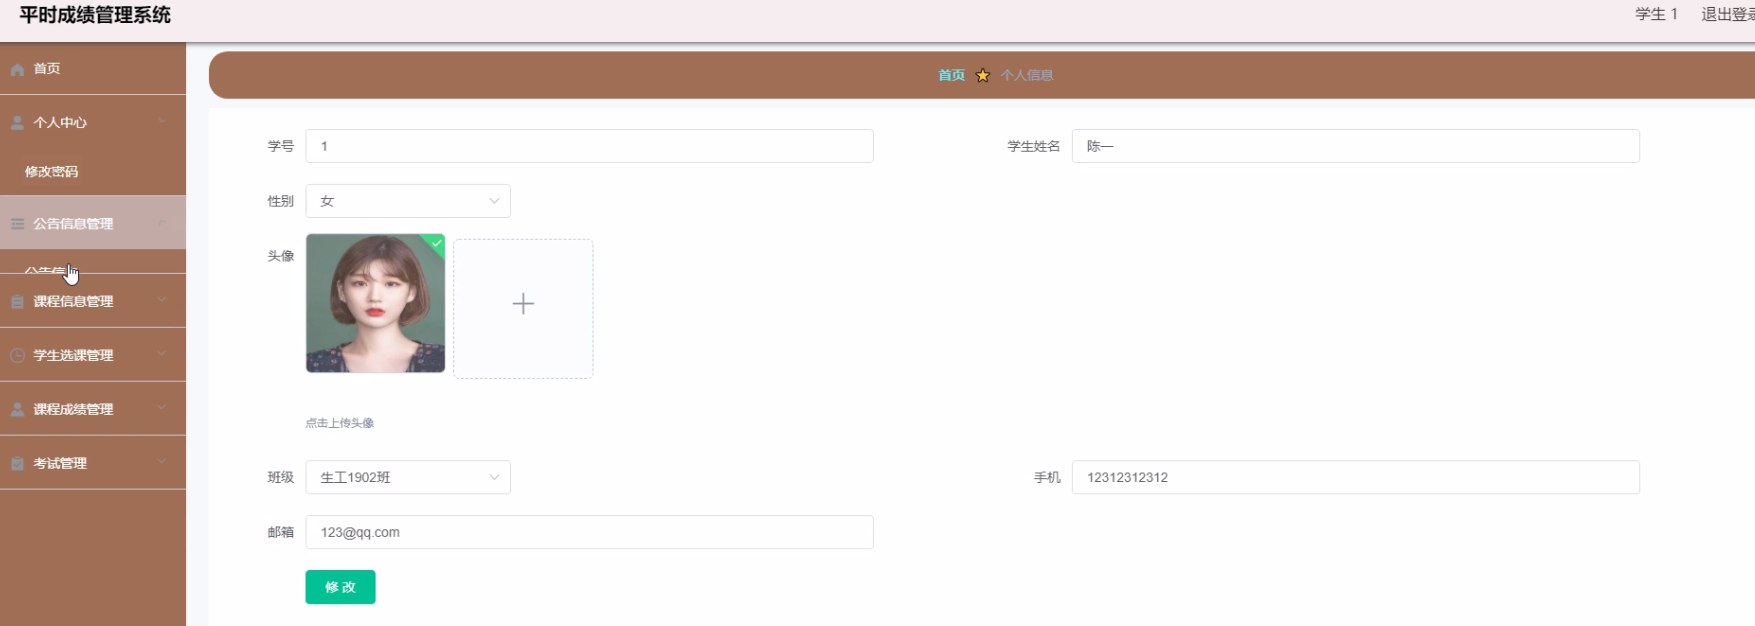 平时成绩管理系统
学生 1 退出登录
首页
个人中心
修改密码
公告信息管理
公告信息
课程信息管理
学生选课管理
课程成绩管理
考试管理
首页 个人信息
学号 1
学生姓名 陈一
性别 女
头像
点击上传头像
班级 生工1902班
手机 12312312312
邮箱 123@qq.com
修 改